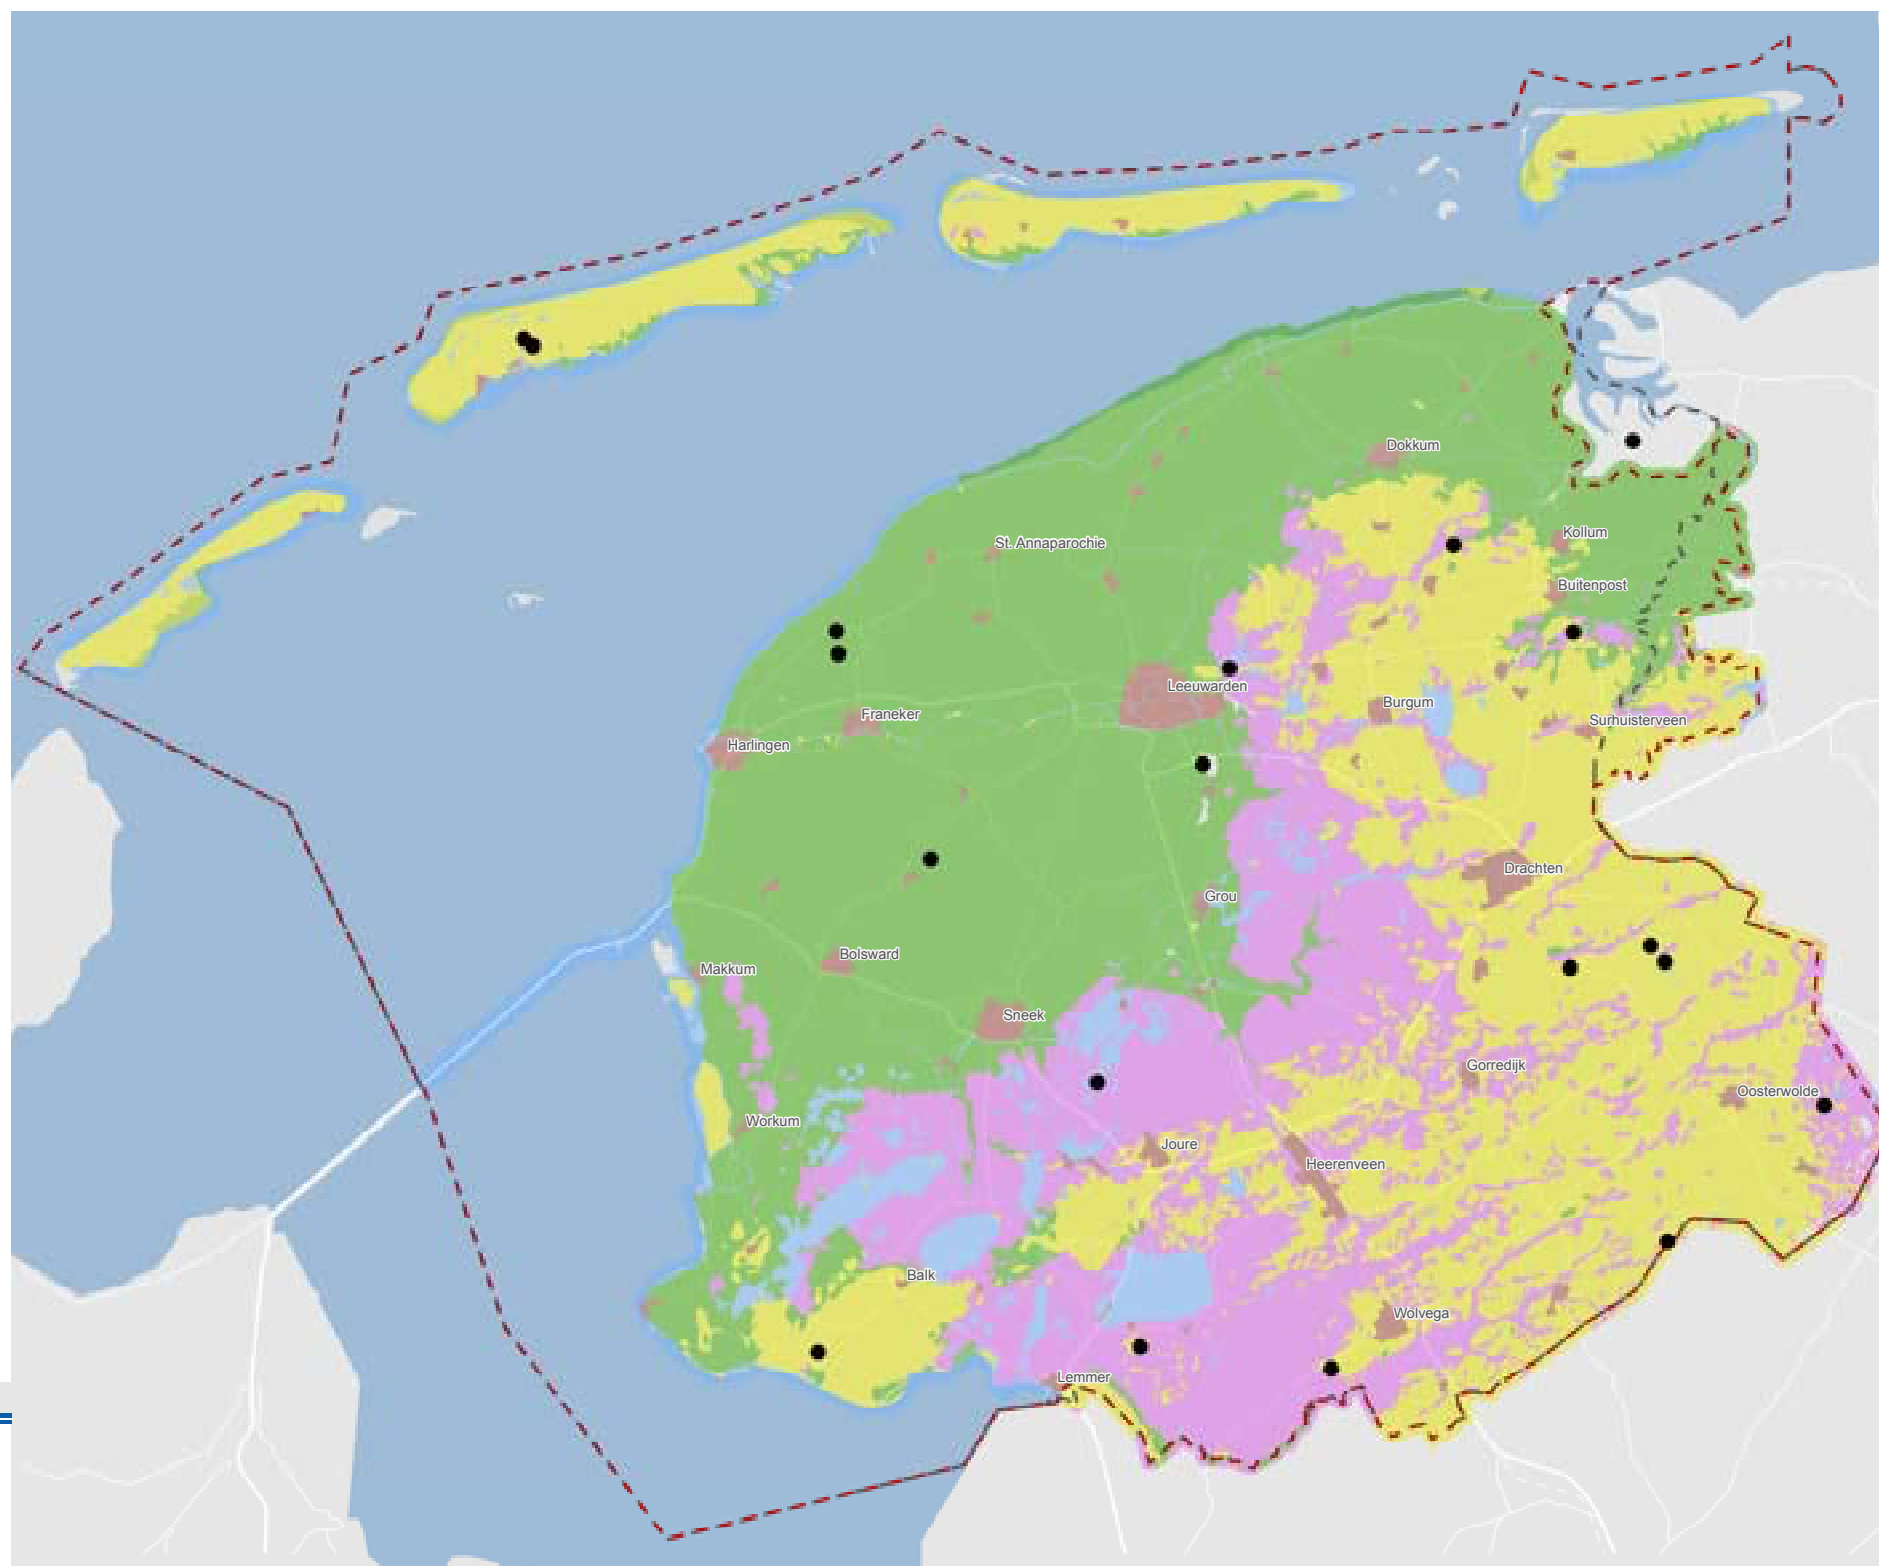 Dokkum
Kollum
St. Annaparochie
Buitenpost
Leeuwarden
Burgum
Franeker
Surhuisterveen
Harlingen
Drachten
Grou
Bolsward
Makkum
Sneek
Gorredijk
Oosterwolde
Workum
Joure
Heerenveen
Balk
Wolvega
Lemmer